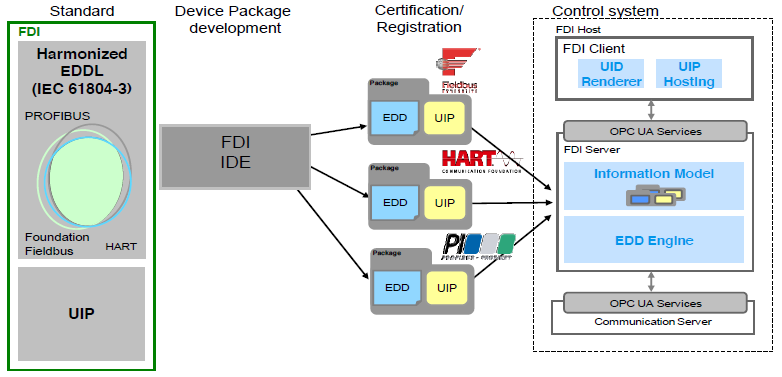 Standard
Device Package
development
Certification/
Registration
Control system
FDI
Harmonized
EDDL
(IEC 61804-3)
PROFIBUS
Foundation
Fieldbus
HART
UIP
FDI
IDE
Fieldbus
FOUNDATION
Package
EDD
UIP
HART
COMMUNICATION FOUNDATION
Package
EDD
UIP
PI
PROFIBUS • PROFINET
Package
EDD
UIP
FDI Host
FDI Client
UID
Renderer
UIP
Hosting
OPC UA Services
FDI Server
Information Model
EDD Engine
OPC UA Services
Communication Server